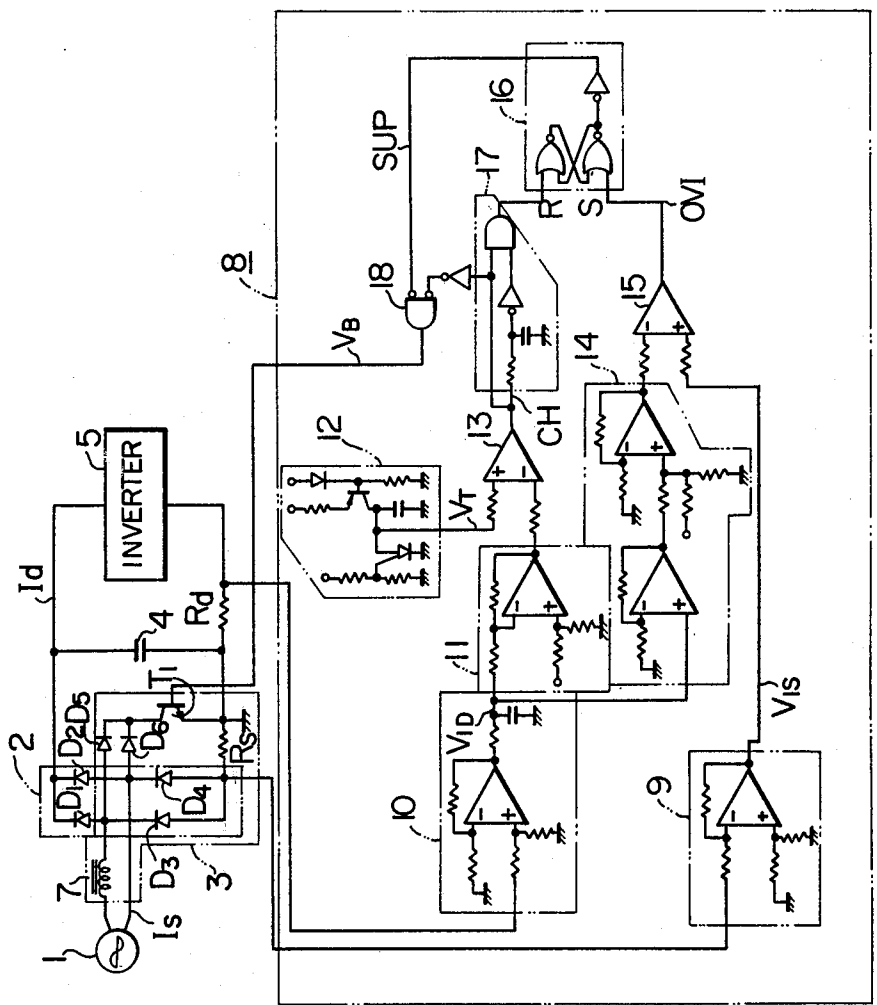 1
Is
7
2
D1
D2
D5
D6
D3
D4
3
T1
Rs
4
Id
Rd
5
INVERTER
8
VB
18
SUP
12
VT
13
CH
17
16
R
S
OVI
15
14
11
VID
10
VIS
9
+
-
+
-
+
-
+
-
+
-
+
-
+
-